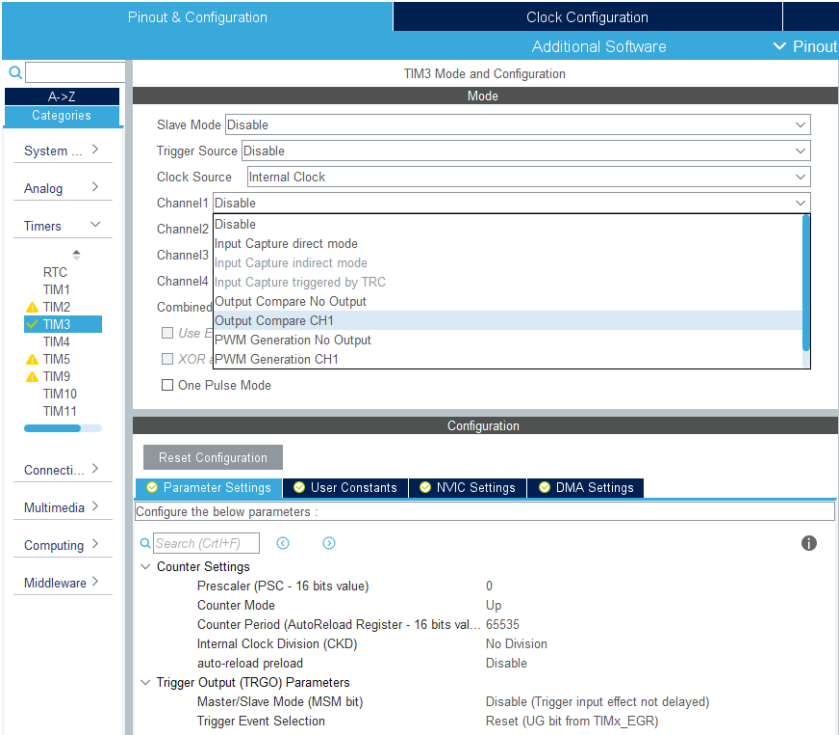 Pinout & Configuration
Clock Configuration
Additional Software
Pinout
TIM3 Mode and Configuration
A->Z
Categories
System ...
Analog
Timers
RTC
TIM1
TIM2
TIM3
TIM4
TIM5
TIM9
TIM10
TIM11
Connecti...
Multimedia
Computing
Middleware
Mode
Slave Mode Disable
Trigger Source Disable
Clock Source Internal Clock
Channel1 Disable
Channel2
Channel3
Channel4
Combined
Use E
XOR a
Disable
Input Capture direct mode
Input Capture indirect mode
Input Capture triggered by TRC
Output Compare No Output
Output Compare CH1
PWM Generation No Output
PWM Generation CH1
One Pulse Mode
Configuration
Reset Configuration
Parameter Settings
User Constants
NVIC Settings
DMA Settings
Configure the below parameters :
Search (Crtl+F)
Counter Settings
Prescaler (PSC - 16 bits value) 0
Counter Mode Up
Counter Period (AutoReload Register - 16 bits val... 65535
Internal Clock Division (CKD) No Division
auto-reload preload Disable
Trigger Output (TRGO) Parameters
Master/Slave Mode (MSM bit) Disable (Trigger input effect not delayed)
Trigger Event Selection Reset (UG bit from TIMx_EGR)